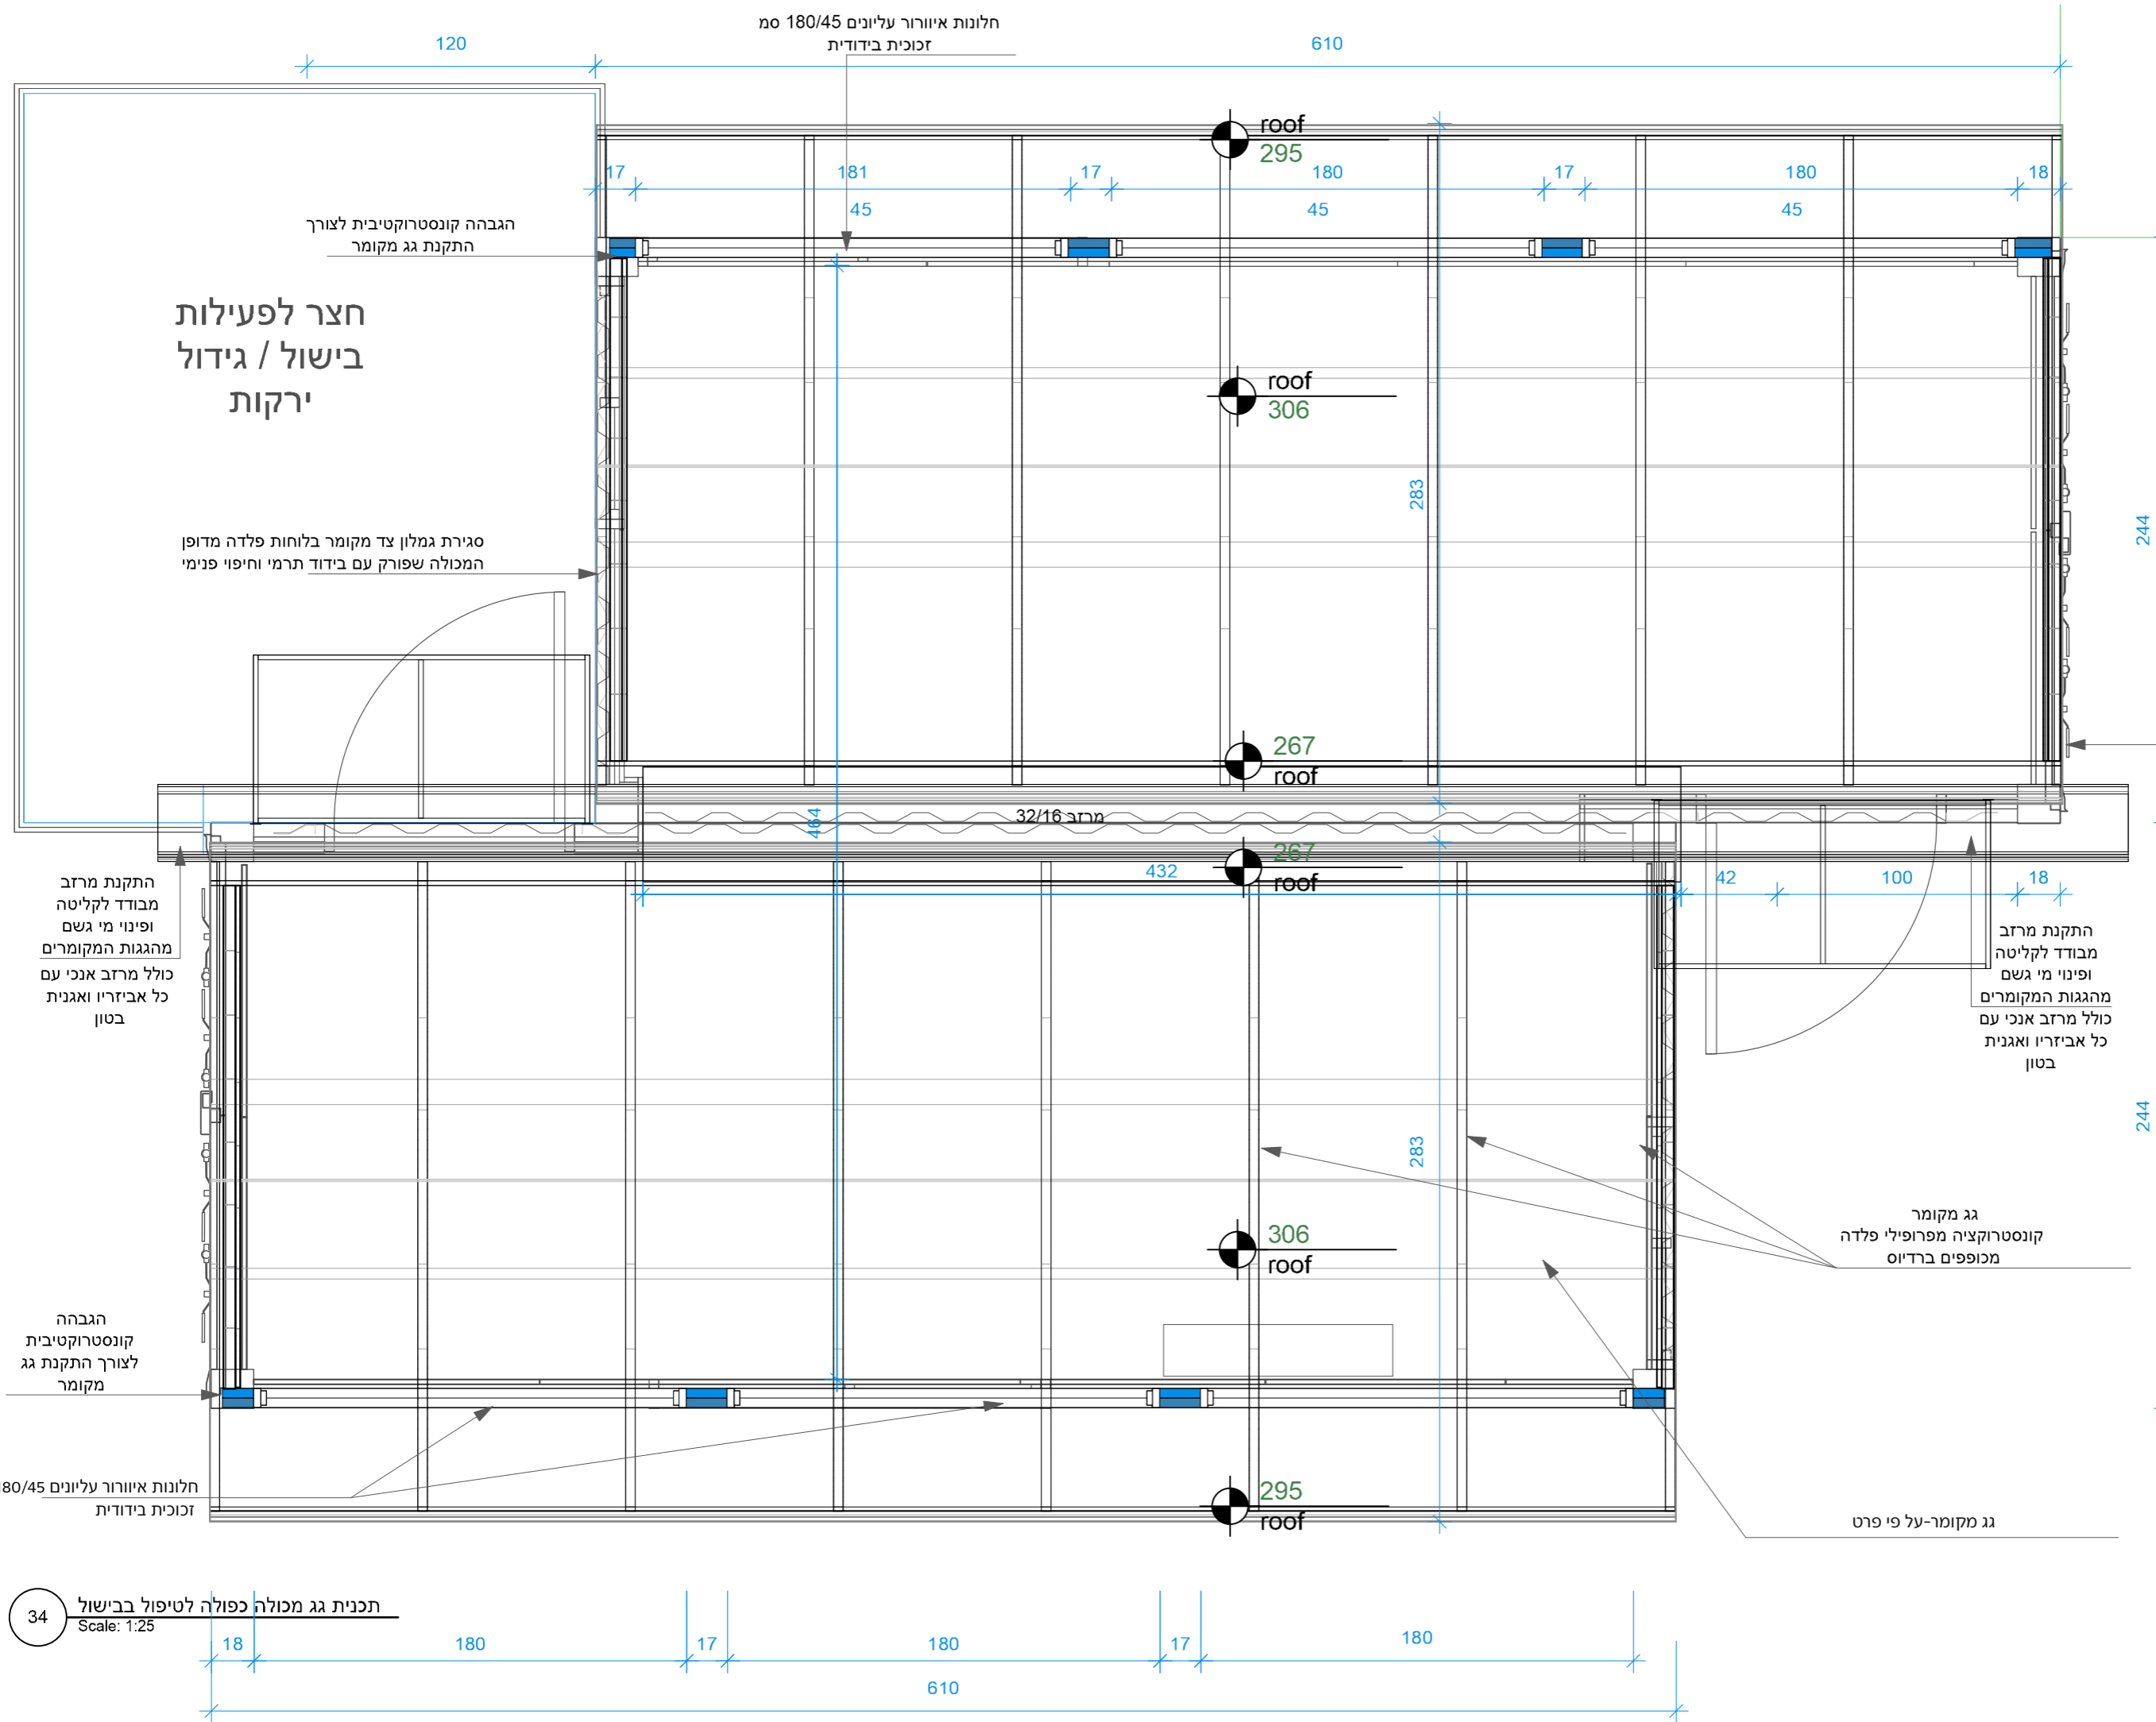 חלונות איוורור עליונים 180/45 סמ
זכוכית בידודית
120
610
roof
295
17
181
17
180
17
180
18
45
45
45
הגבהה קונסטרוקטיבית לצורך
התקנת גג מקומר
חצר לפעילות
בישול / גידול
ירקות
roof
306
283
244
סגירת גמלון צד מקומר בלוחות פלדה מדופן
המכולה שפורק עם בידוד תרמי וחיפוי פנימי
267
roof
מרזב 32/16
464
267
roof
432
42
100
18
התקנת מרזב
מבודד לקליטה
ופינוי מי גשם
מהגגות המקומרים
כולל מרזב אנכי עם
כל אביזריו ואגנית
בטון
התקנת מרזב
מבודד לקליטה
ופינוי מי גשם
מהגגות המקומרים
כולל מרזב אנכי עם
כל אביזריו ואגנית
בטון
283
244
306
roof
גג מקומר
קונסטרוקציה מפרופילי פלדה
מכופפים ברדיוס
הגבהה
קונסטרוקטיבית
לצורך התקנת גג
מקומר
חלונות איוורור עליונים 180/45
זכוכית בידודית
295
roof
גג מקומר-על פי פרט
34
תכנית גג מכולה כפולה לטיפול בבישול
Scale: 1:25
18
180
17
180
17
180
610